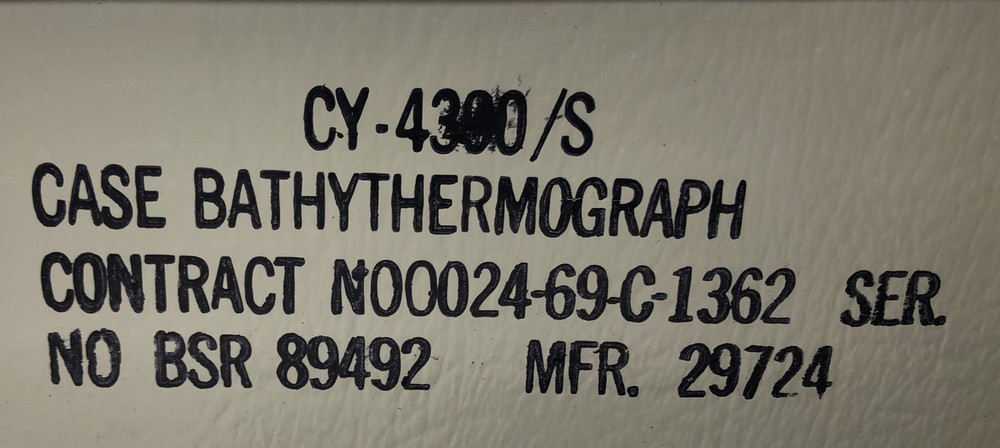 CY-4300/S
CASE BATHYTHERMOGRAPH
CONTRACT N00024-69-C-1362 SER.
NO BSR 89492 MFR. 29724